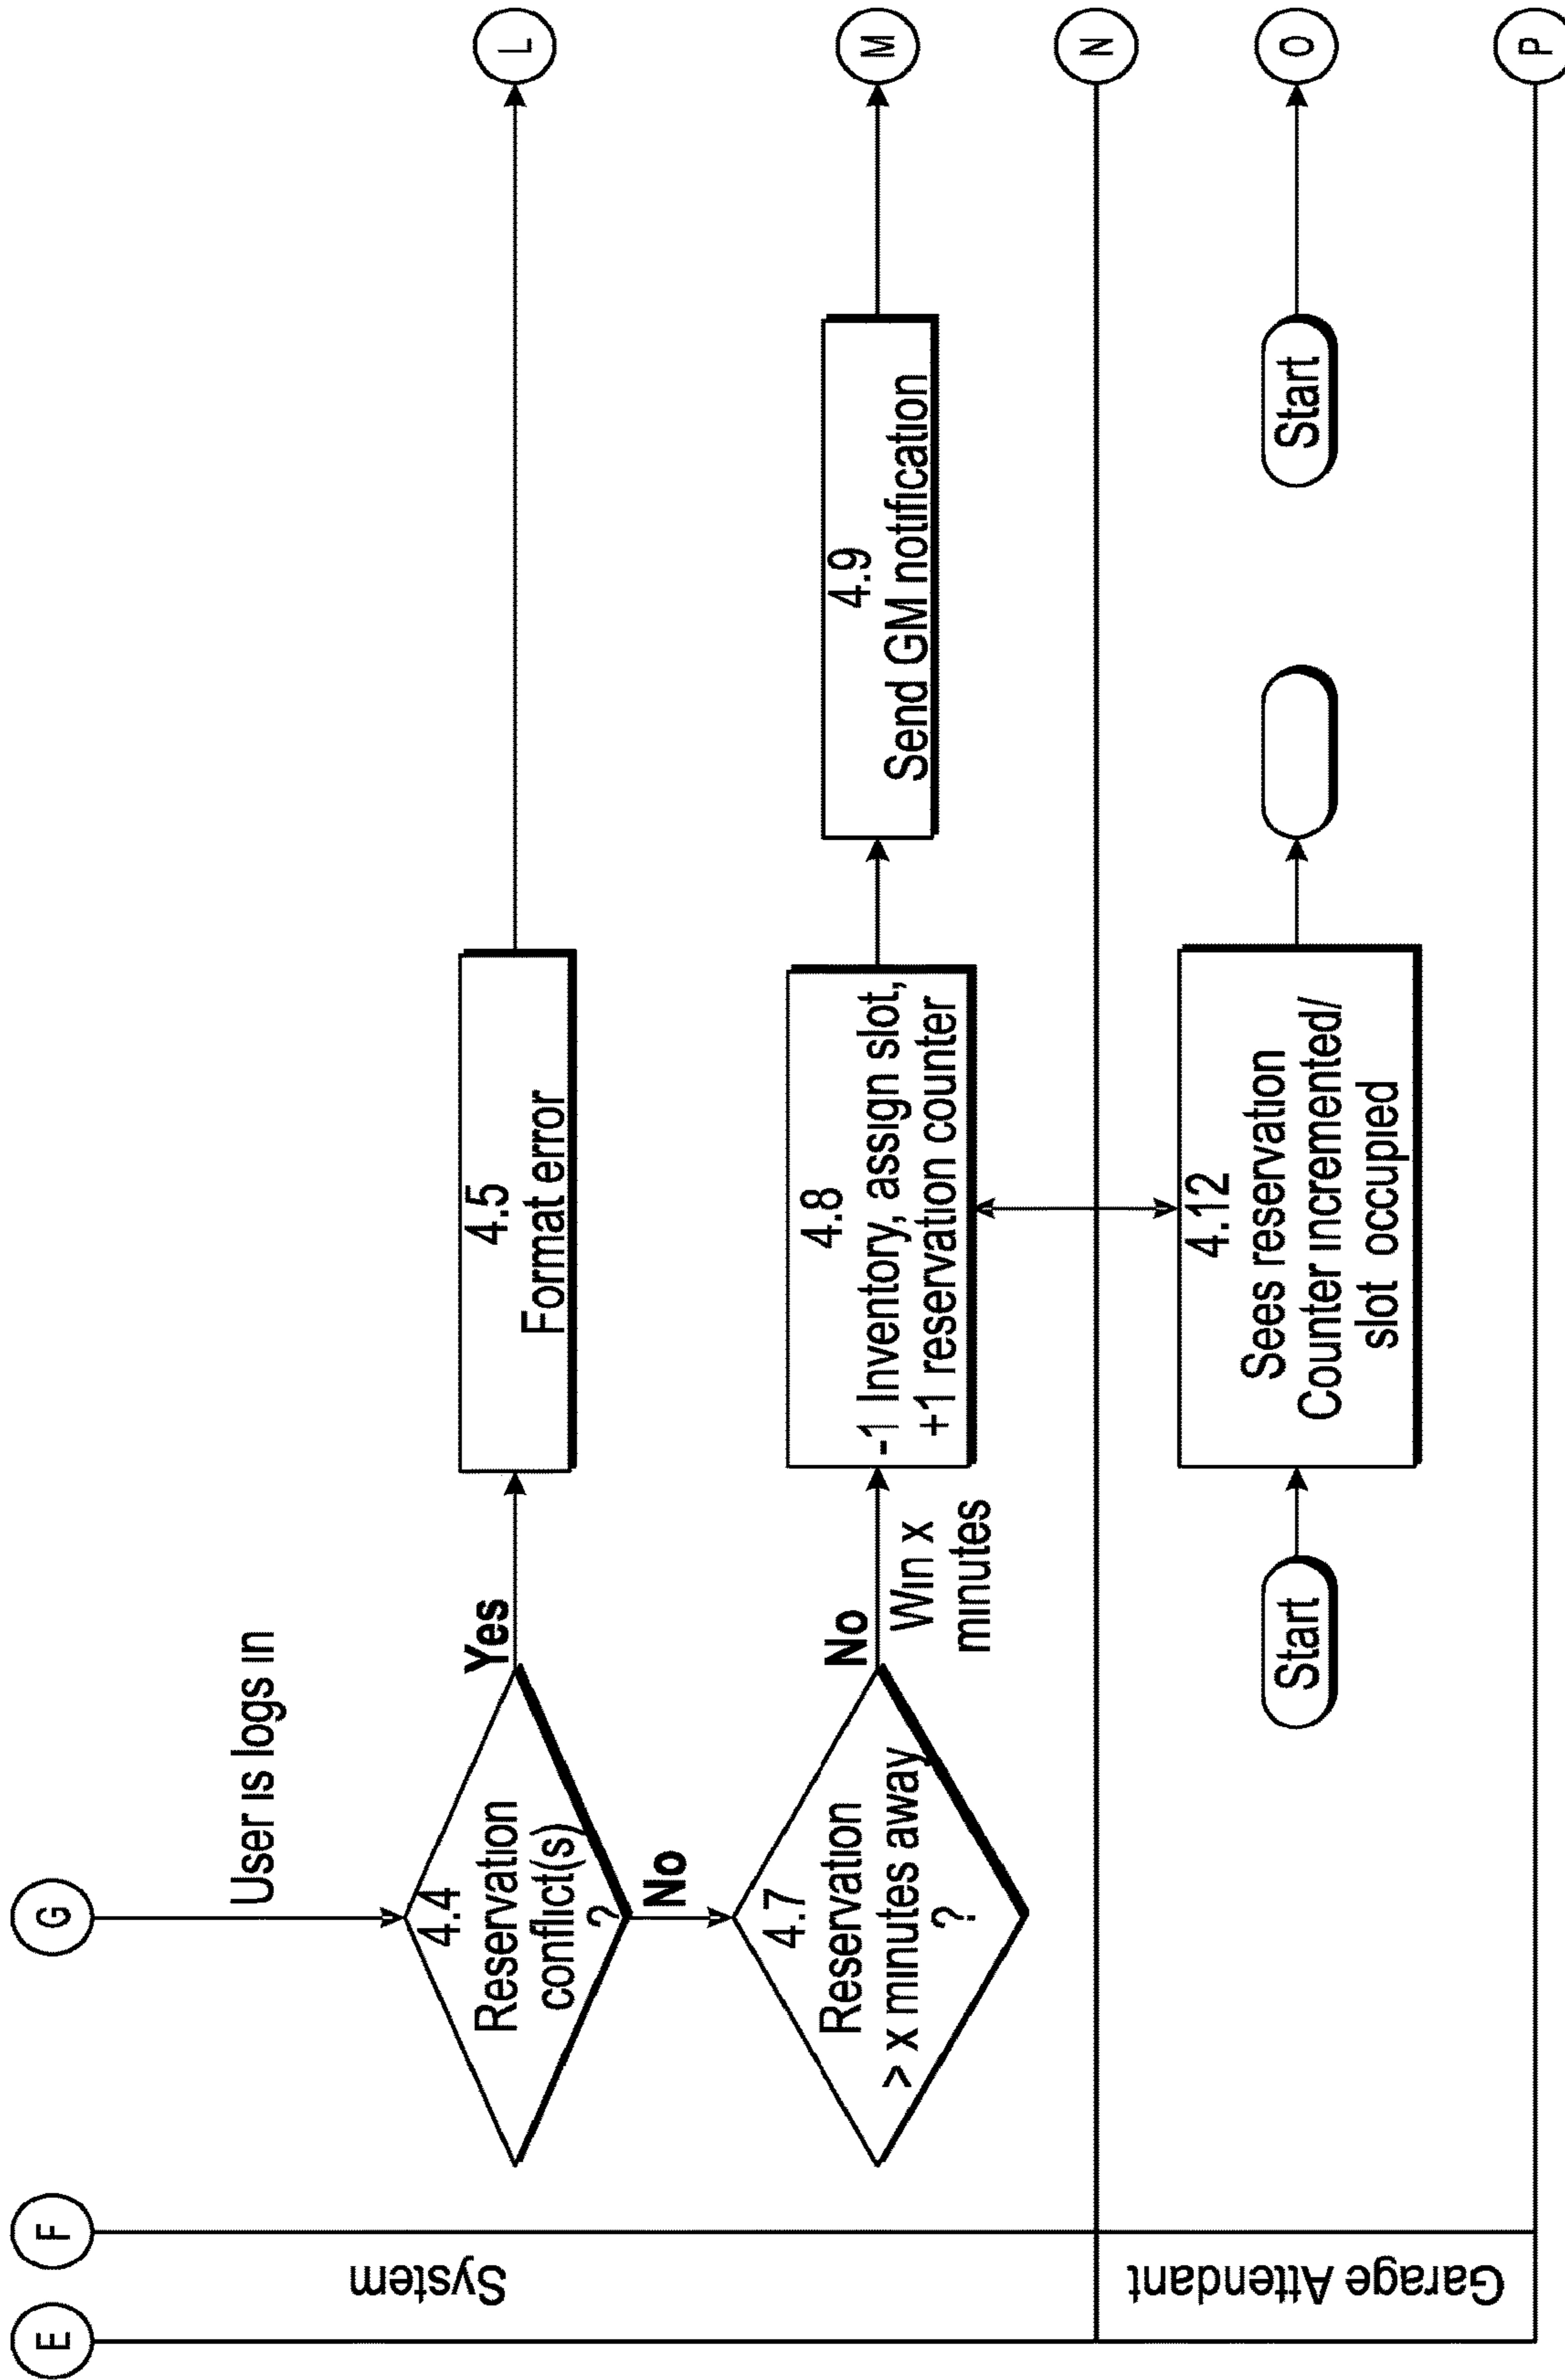 E
F
G
System
User is logs in
4.4
Reservation
conflict(s)
?
Yes
4.5
Format error
L
No
4.7
Reservation
> x minutes away
?
No
Win x
minutes
4.8
-1 Inventory, assign slot,
+1 reservation counter
4.9
Send GM notification
M
N
Garage Attendant
Start
4.12
Sees reservation
Counter incremented/
slot occupied
Start
O
P